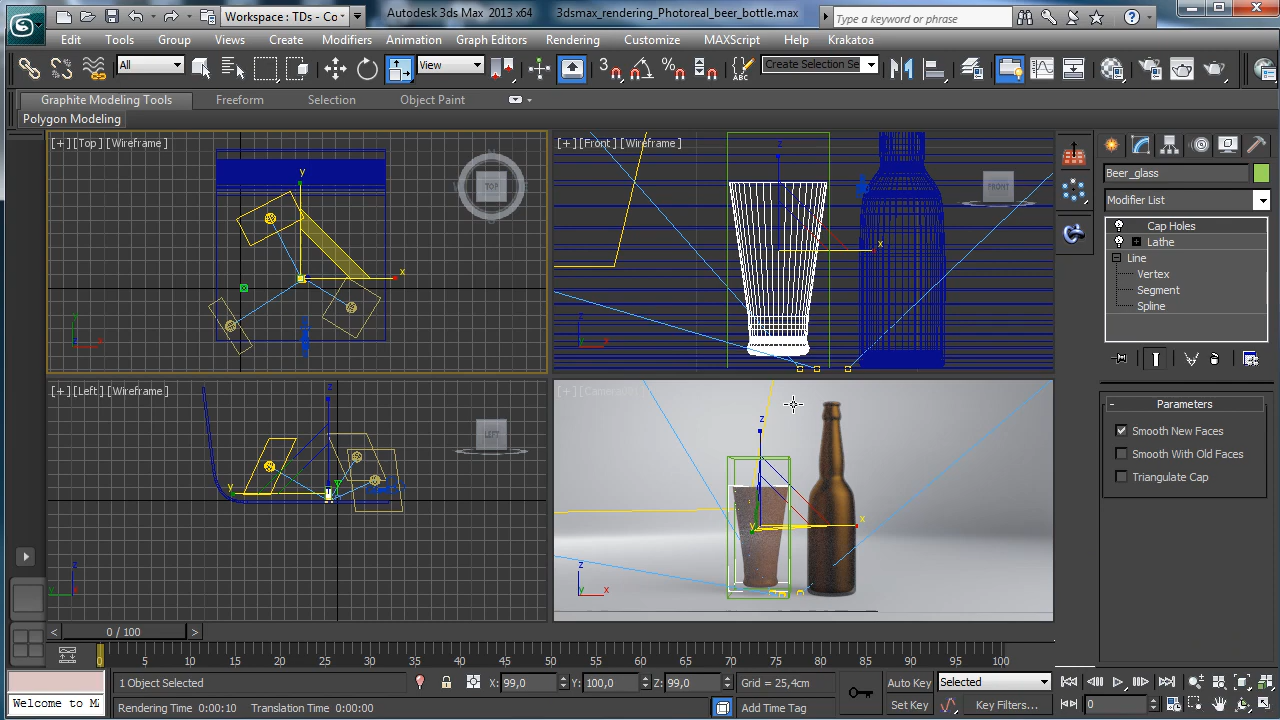 Workspace: TDs - Co
Autodesk 3ds Max 2013 x64
3dsmax_rendering_Photoreal_beer_bottle.max
Type a keyword or phrase
Edit Tools Group Views Create Modifiers Animation Graph Editors Rendering Customize MAXScript Help Krakatoa
All
View
Create Selection Se
Graphite Modeling Tools Freeform Selection Object Paint
Polygon Modeling
[+][Top][Wireframe]
TOP
[+][Front][Wireframe]
FRONT
[+][Left][Wireframe]
LEFT
Beer_glass
Modifier List
Cap Holes
Lathe
Line
Vertex
Segment
Spline
- Parameters
Smooth New Faces
Smooth With Old Faces
Triangulate Cap
< 0 / 100 >
0 5 10 15 20 25 30 35 40 45 50 55 60 65 70 75 80 85 90 95 100
1 Object Selected
X: 99,0 Y: 100,0 Z: 99,0
Grid = 25,4cm
Auto Key
Selected
Welcome to MA
Rendering Time 0:00:10 Translation Time 0:00:00
Add Time Tag
Set Key
Key Filters...
0